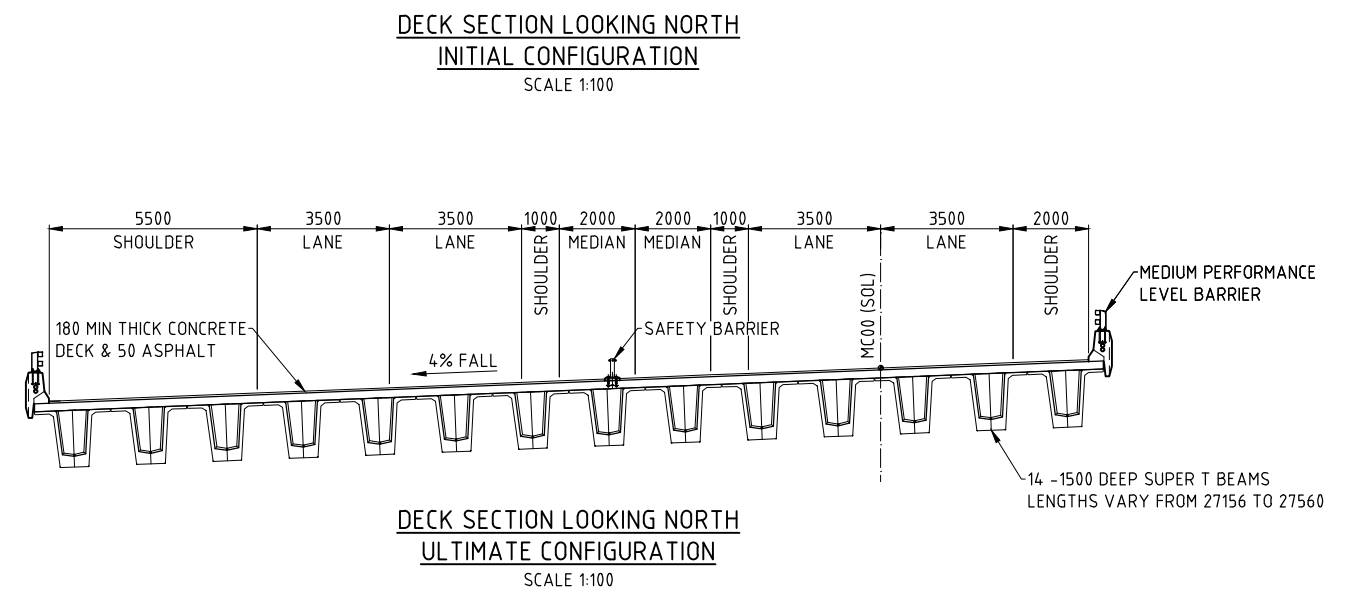 DECK SECTION LOOKING NORTH
INITIAL CONFIGURATION
SCALE 1:100
5500 3500 3500 1000 2000 2000 1000 3500 3500 2000
SHOULDER LANE LANE SHOULDER MEDIAN MEDIAN SHOULDER LANE LANE SHOULDER
MC00 (SOL)
MEDIUM PERFORMANCE
LEVEL BARRIER
180 MIN THICK CONCRETE
DECK & 50 ASPHALT
4% FALL
SAFETY BARRIER
14 -1500 DEEP SUPER T BEAMS
LENGTHS VARY FROM 27156 TO 27560
DECK SECTION LOOKING NORTH
ULTIMATE CONFIGURATION
SCALE 1:100